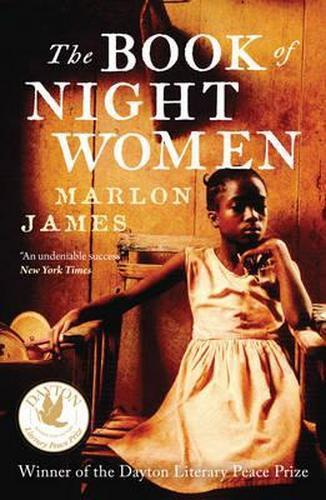 The BOOK of
NIGHT
WOMEN
MARLON
JAMES
"An undeniable success"
New York Times
DAYTON
Literary Peace Prize
Winner of the Dayton Literary Peace Prize